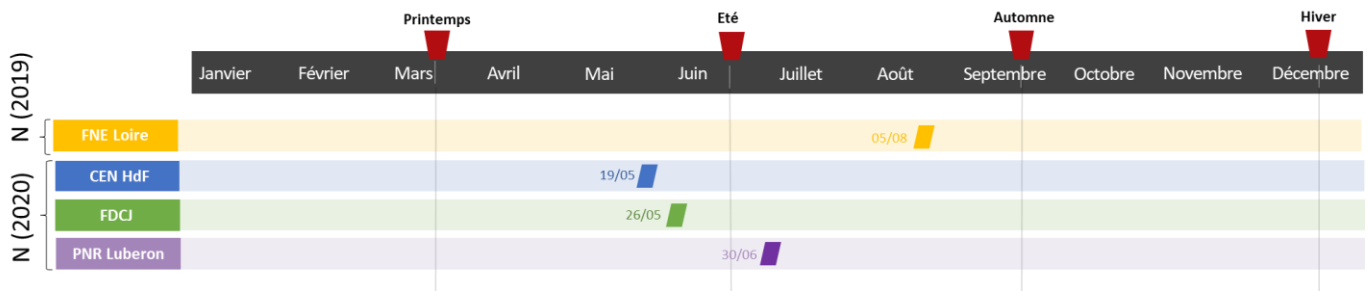 Printemps Eté Automne Hiver
Janvier Février Mars Avril Mai Juin Juillet Août Septembre Octobre Novembre Décembre
N (2019)
FNE Loire 05/08
N (2020)
CEN HdF 19/05
FDCJ 26/05
PNR Luberon 30/06